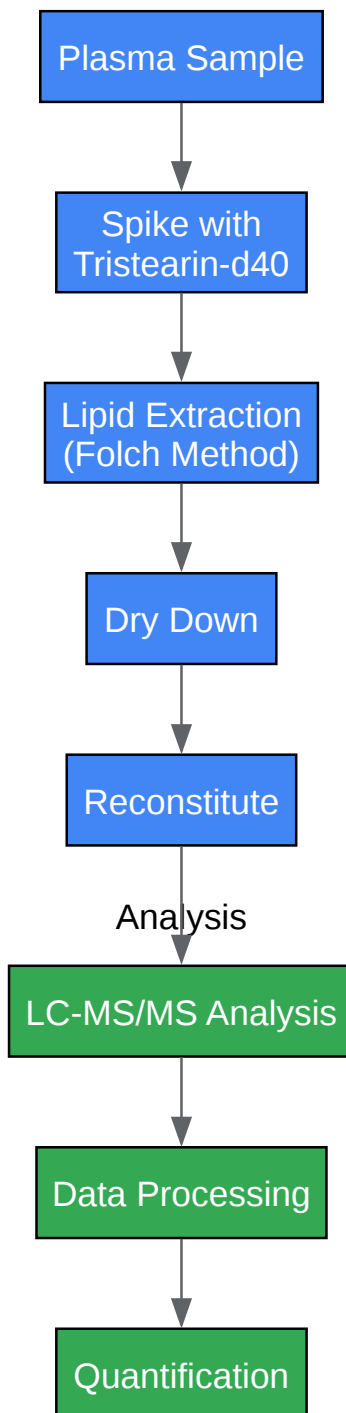 Plasma Sample
Spike with
Tristearin-d40
Lipid Extraction
(Folch Method)
Dry Down
Reconstitute
Analysis
LC-MS/MS Analysis
Data Processing
Quantification